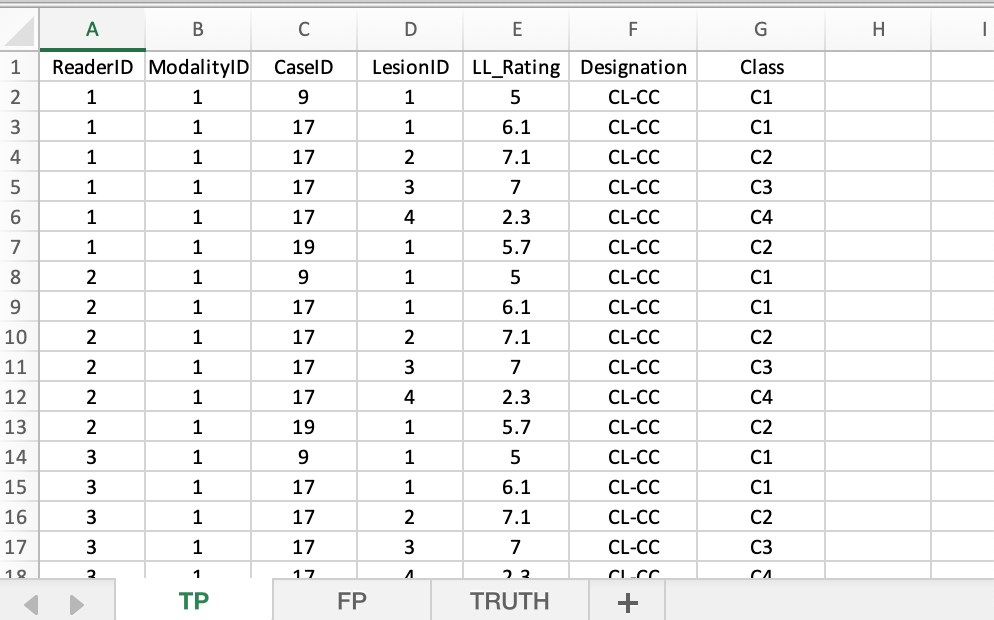 A B C D E F G H I
1 ReaderID ModalityID CaseID LesionID LL_Rating Designation Class
2 1 1 9 1 5 CL-CC C1
3 1 1 17 1 6.1 CL-CC C1
4 1 1 17 2 7.1 CL-CC C2
5 1 1 17 3 7 CL-CC C3
6 1 1 17 4 2.3 CL-CC C4
7 1 1 19 1 5.7 CL-CC C2
8 2 1 9 1 5 CL-CC C1
9 2 1 17 1 6.1 CL-CC C1
10 2 1 17 2 7.1 CL-CC C2
11 2 1 17 3 7 CL-CC C3
12 2 1 17 4 2.3 CL-CC C4
13 2 1 19 1 5.7 CL-CC C2
14 3 1 9 1 5 CL-CC C1
15 3 1 17 1 6.1 CL-CC C1
16 3 1 17 2 7.1 CL-CC C2
17 3 1 17 3 7 CL-CC C3
18 3 1 17 4 2.3 CL-CC C4
TP FP TRUTH +